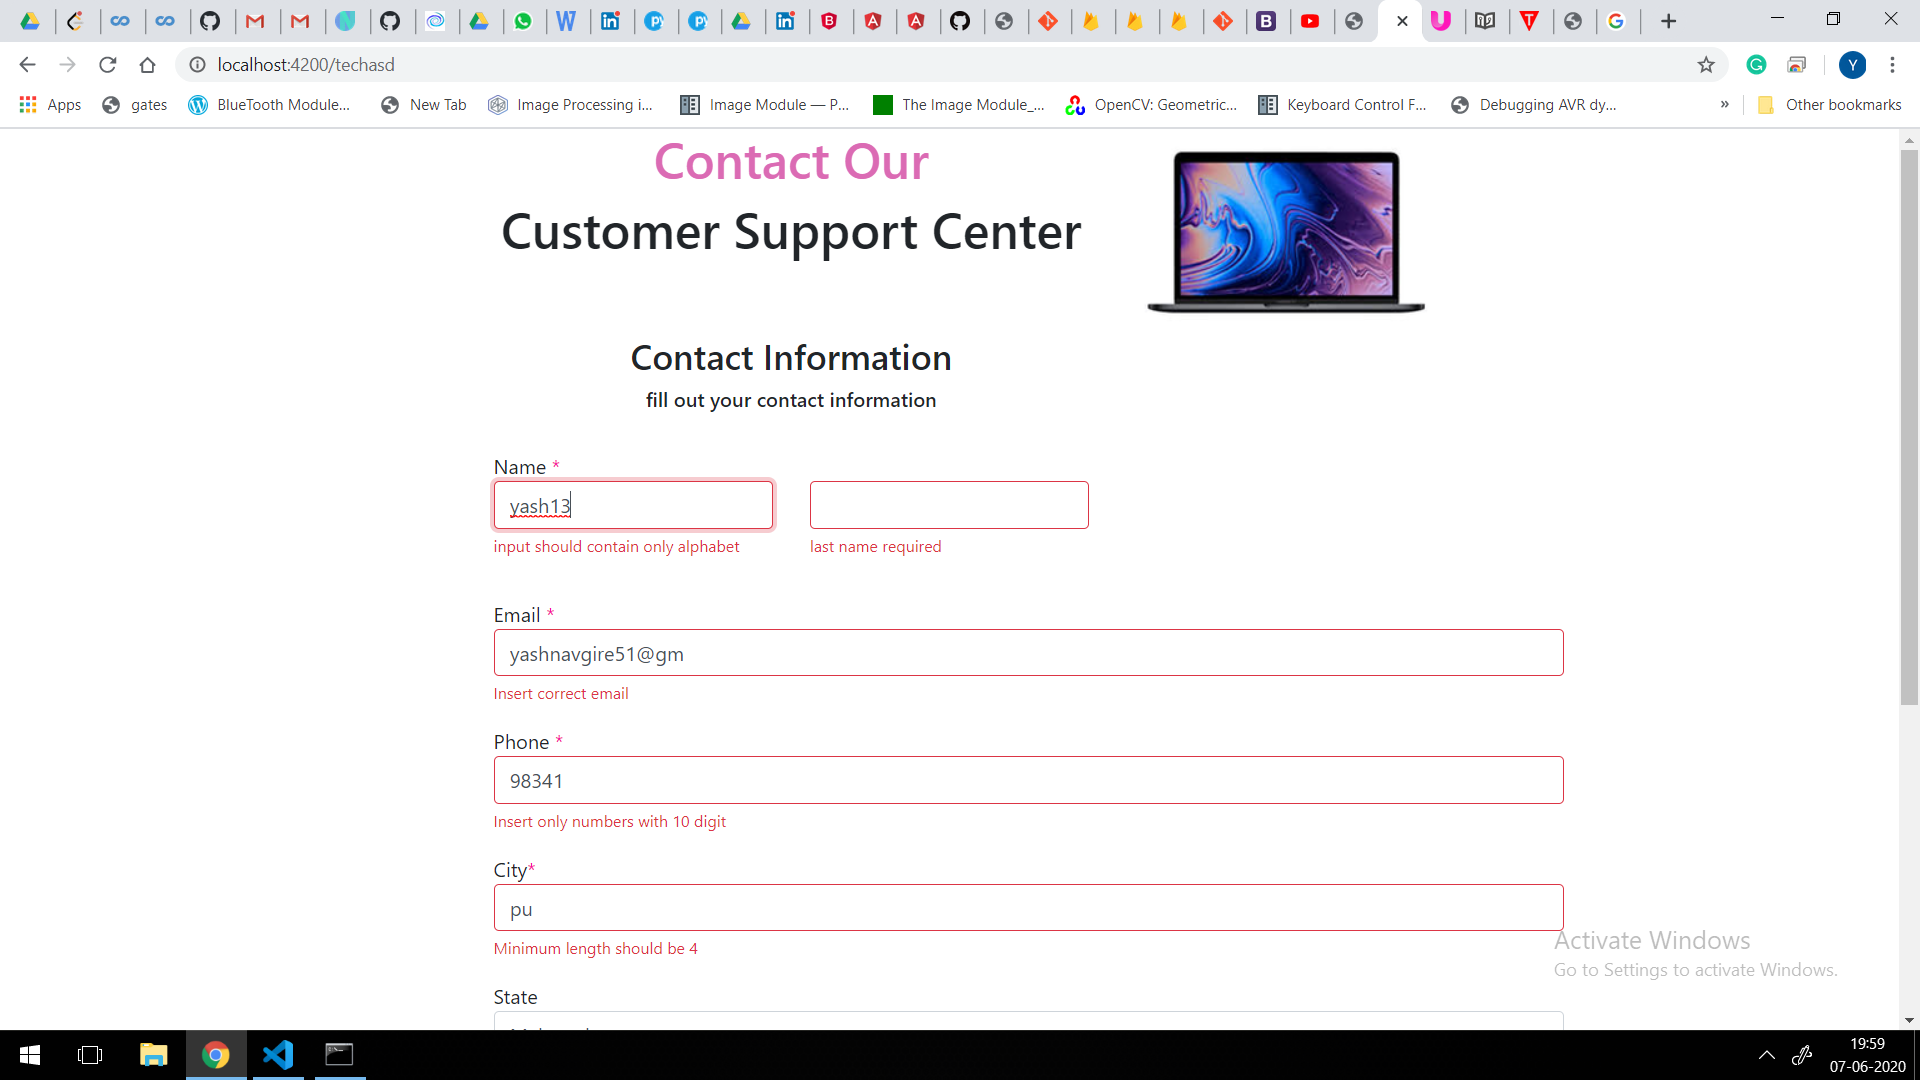 localhost:4200/techasd
Y
Apps
gates
BlueTooth Module...
New Tab
Image Processing i...
Image Module — P...
The Image Module_...
OpenCV: Geometric...
Keyboard Control F...
Debugging AVR dy...
»
Other bookmarks
Contact Our
Customer Support Center
Contact Information
fill out your contact information
Name *
yash13
input should contain only alphabet
last name required
Email *
yashnavgire51@gm
Insert correct email
Phone *
98341
Insert only numbers with 10 digit
City*
pu
Minimum length should be 4
State
Activate Windows
Go to Settings to activate Windows.
19:59
07-06-2020